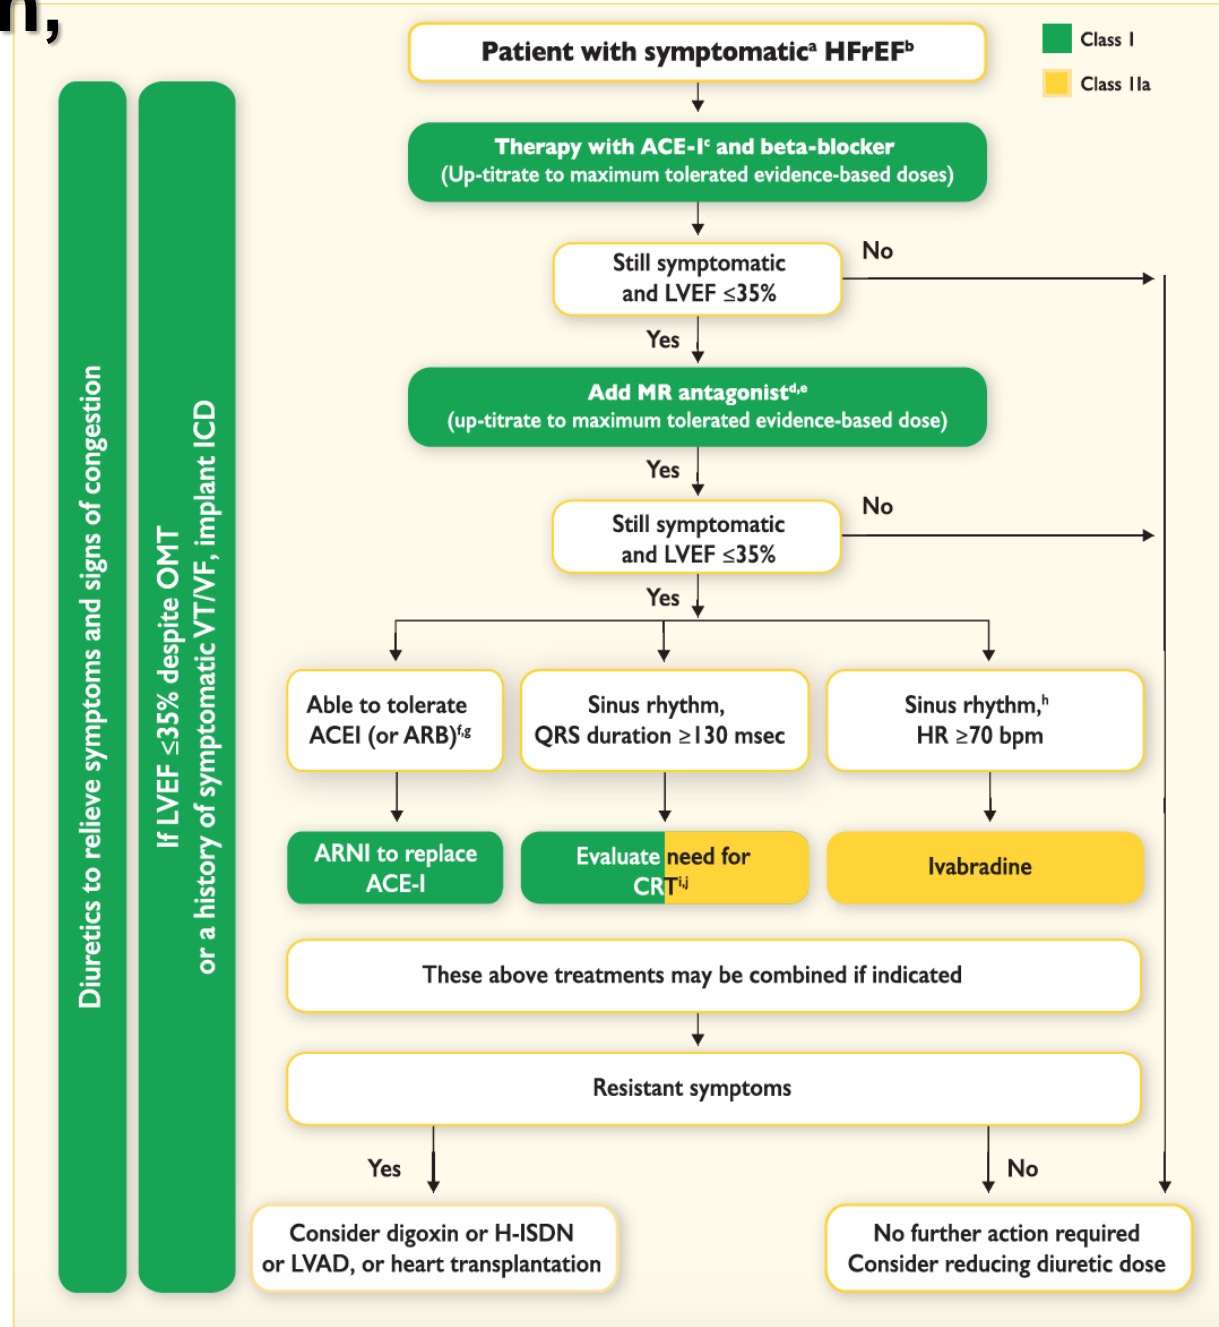 n,
Patient with symptomaticᵃ HFrEFᵇ
Class I
Class IIa
Therapy with ACE-Iᶜ and beta-blocker
(Up-titrate to maximum tolerated evidence-based doses)
Still symptomatic
and LVEF ≤35%
No
Yes
Add MR antagonistᵈ,ᵉ
(up-titrate to maximum tolerated evidence-based dose)
Yes
Still symptomatic
and LVEF ≤35%
No
Yes
Able to tolerate
ACEI (or ARB)ᶠ,ᵍ
Sinus rhythm,
QRS duration ≥130 msec
Sinus rhythm,ʰ
HR ≥70 bpm
ARNI to replace
ACE-I
Evaluate need for
CRTⁱ,ʲ
Ivabradine
These above treatments may be combined if indicated
Resistant symptoms
Yes
No
Consider digoxin or H-ISDN
or LVAD, or heart transplantation
No further action required
Consider reducing diuretic dose
Diuretics to relieve symptoms and signs of congestion
If LVEF ≤35% despite OMT
or a history of symptomatic VT/VF, implant ICD